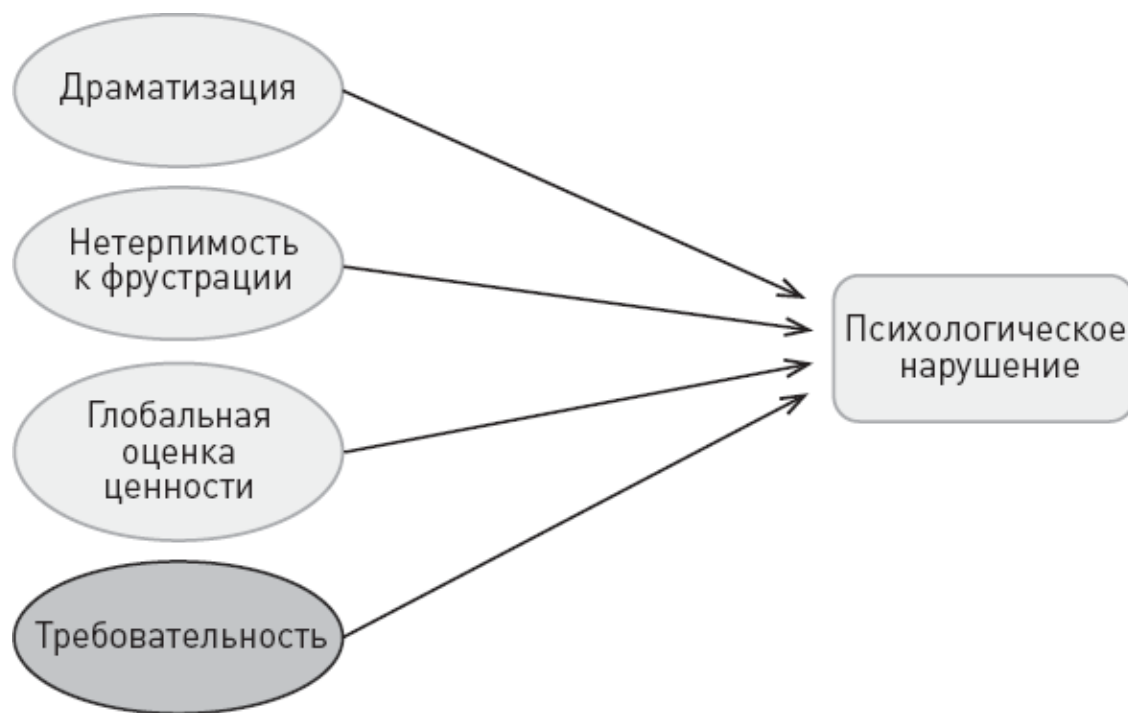 Драматизация
Нетерпимость
к фрустрации
Глобальная
оценка
ценности
Требовательность
Психологическое
нарушение